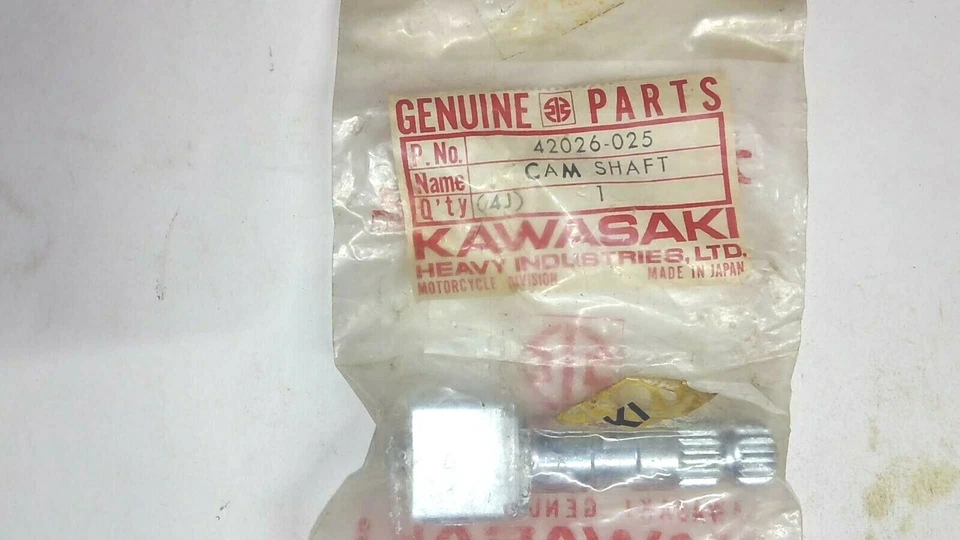 GENUINE PARTS
P.No. 42026-025
Name CAM SHAFT
Q'ty (4J) 1
KAWASAKI
HEAVY INDUSTRIES, LTD.
MOTORCYCLE DIVISION MADE IN JAPAN
KI